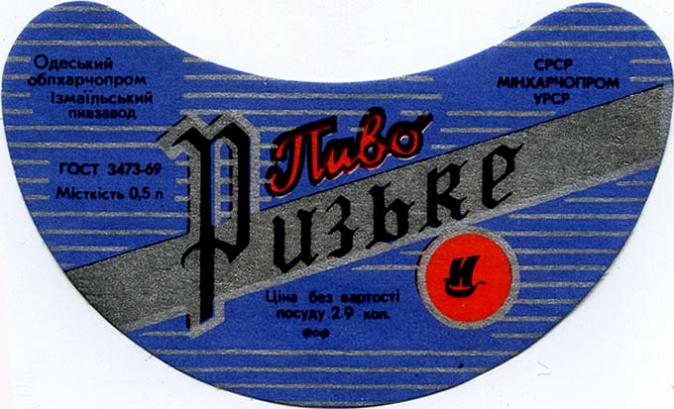 Одеський
облхарчопром
Ізмаїльський
пивзавод
ГОСТ 3473-69
Місткість 0,5 л
СРСР
МІНХАРЧОПРОМ
УРСР
Пиво
Ризьке
Ціна без вартості
посуду 29 коп.
И